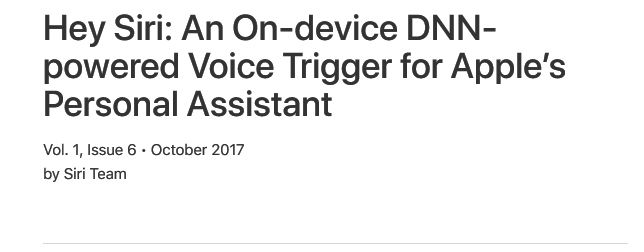 Hey Siri: An On-device DNN-
powered Voice Trigger for Apple’s
Personal Assistant
Vol. 1, Issue 6 • October 2017
by Siri Team